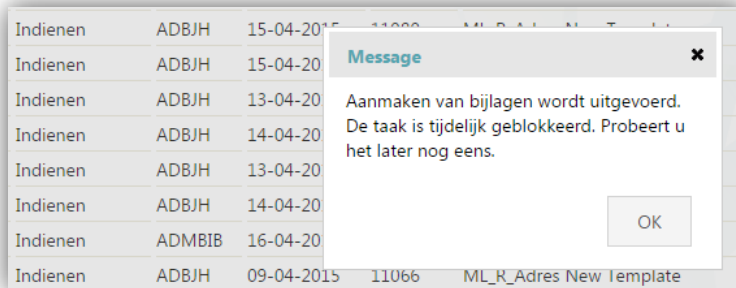 Indienen ADBJH 15-04-2015
Indienen ADBJH 15-04-20
Message
Indienen ADBJH 13-04-20
Aanmaken van bijlagen wordt uitgevoerd.
Indienen ADBJH 14-04-20
De taak is tijdelijk geblokkeerd. Probeert u
Indienen ADBJH 13-04-20
het later nog eens.
Indienen ADBJH 14-04-20
OK
Indienen ADMBIB 16-04-20
Indienen ADBJH 09-04-2015 11066 ML_R_Adres New Template